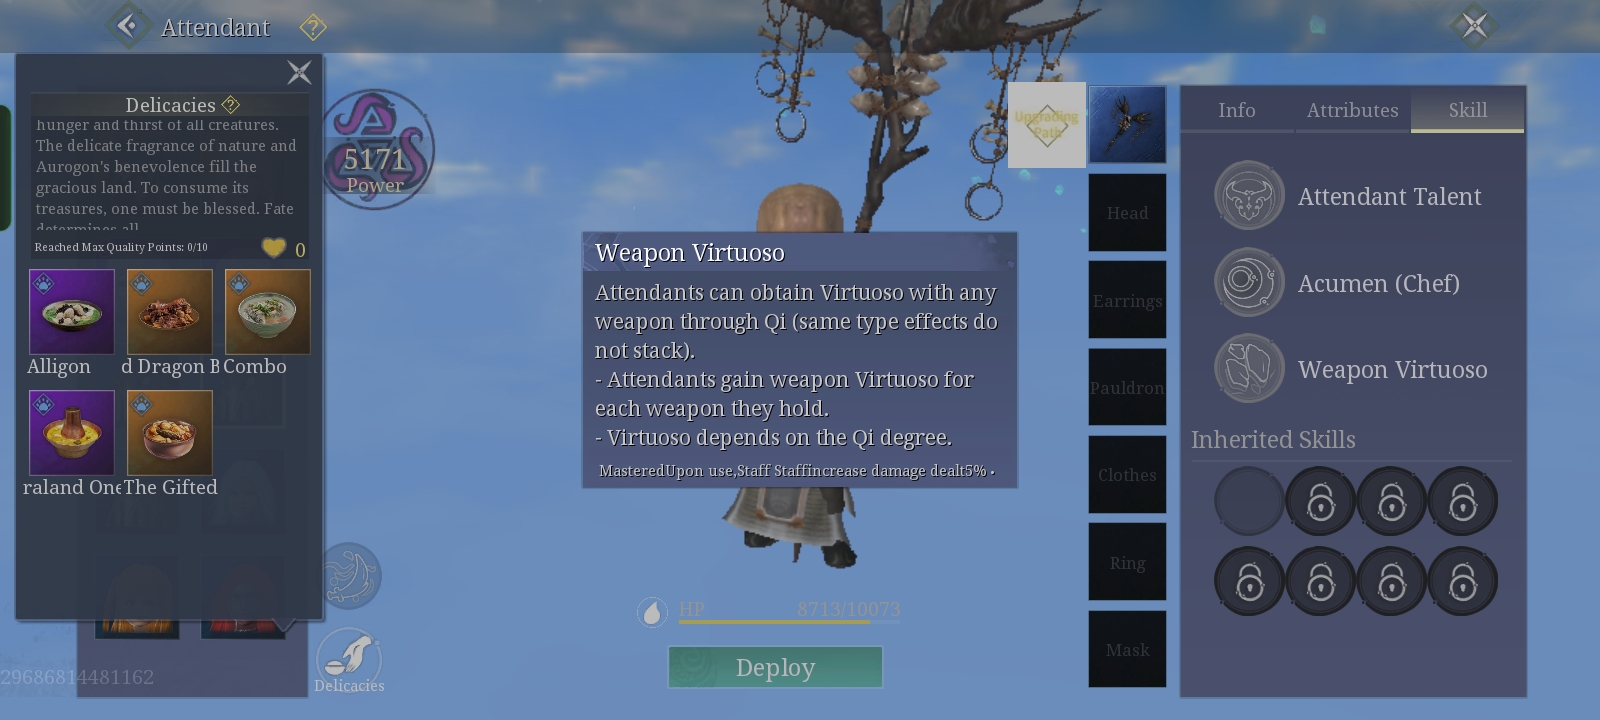 Attendant
Delicacies
hunger and thirst of all creatures.
The delicate fragrance of nature and
Aurogon's benevolence fill the
gracious land. To consume its
treasures, one must be blessed. Fate
determines all.
Reached Max Quality Points: 0/10
0
Alligon
d Dragon B
Combo
raland One
The Gifted
5171
Power
Delicacies
29686814481162
Weapon Virtuoso
Attendants can obtain Virtuoso with any
weapon through Qi (same type effects do
not stack).
- Attendants gain weapon Virtuoso for
each weapon they hold.
- Virtuoso depends on the Qi degree.
MasteredUpon use,Staff Staffincrease damage dealt5% .
HP
8713/10073
Deploy
Upgrading
Path
Head
Earrings
Pauldron
Clothes
Ring
Mask
Info
Attributes
Skill
Attendant Talent
Acumen (Chef)
Weapon Virtuoso
Inherited Skills